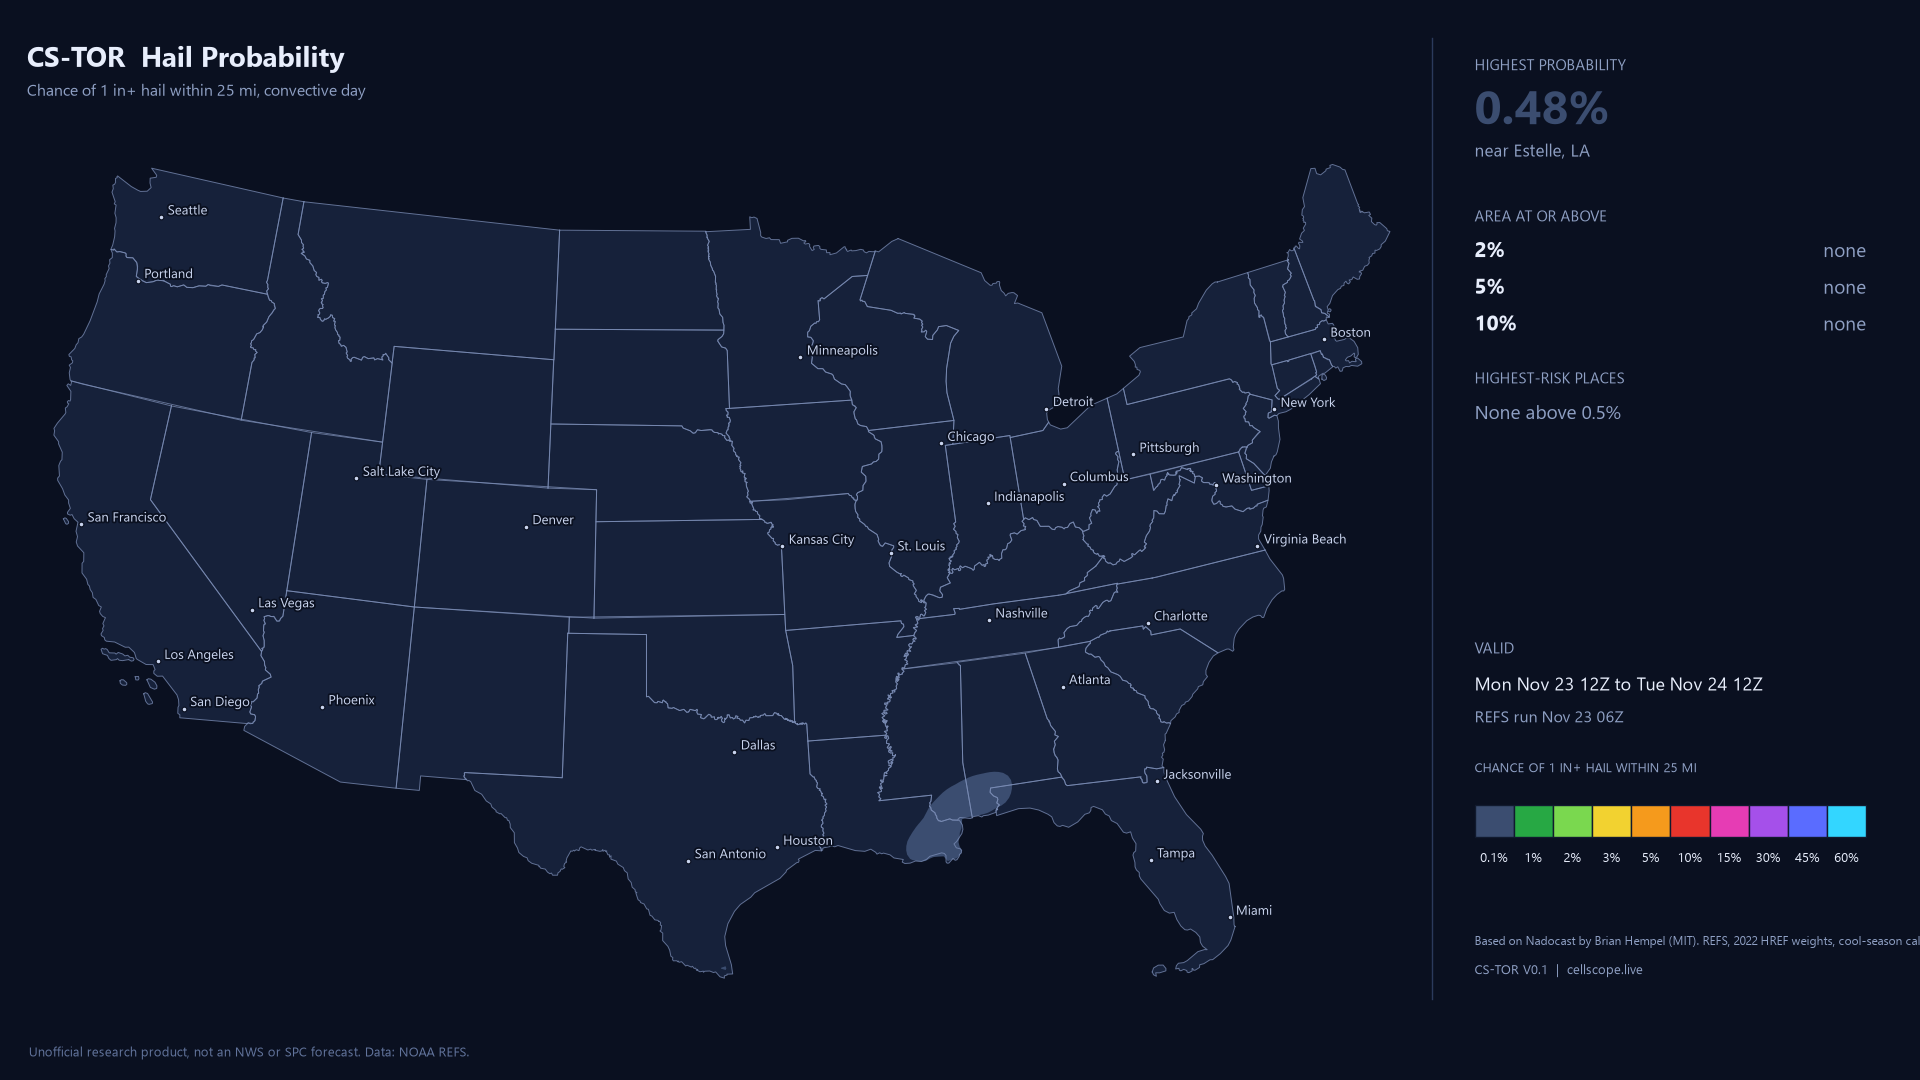 CS-TOR  Hail Probability
Chance of 1 in+ hail within 25 mi, convective day
Seattle
Portland
Minneapolis
Boston
Detroit
New York
Chicago
Pittsburgh
Salt Lake City
Columbus
Washington
Indianapolis
San Francisco
Denver
Kansas City
St. Louis
Virginia Beach
Las Vegas
Nashville
Charlotte
Los Angeles
Atlanta
San Diego
Phoenix
Dallas
Jacksonville
Houston
San Antonio
Tampa
Miami
HIGHEST PROBABILITY
0.48%
near Estelle, LA
AREA AT OR ABOVE
2% none
5% none
10% none
HIGHEST-RISK PLACES
None above 0.5%
VALID
Mon Nov 23 12Z to Tue Nov 24 12Z
REFS run Nov 23 06Z
CHANCE OF 1 IN+ HAIL WITHIN 25 MI
0.1% 1% 2% 3% 5% 10% 15% 30% 45% 60%
Based on Nadocast by Brian Hempel (MIT). REFS, 2022 HREF weights, cool-season cal
CS-TOR V0.1 | cellscope.live
Unofficial research product, not an NWS or SPC forecast. Data: NOAA REFS.